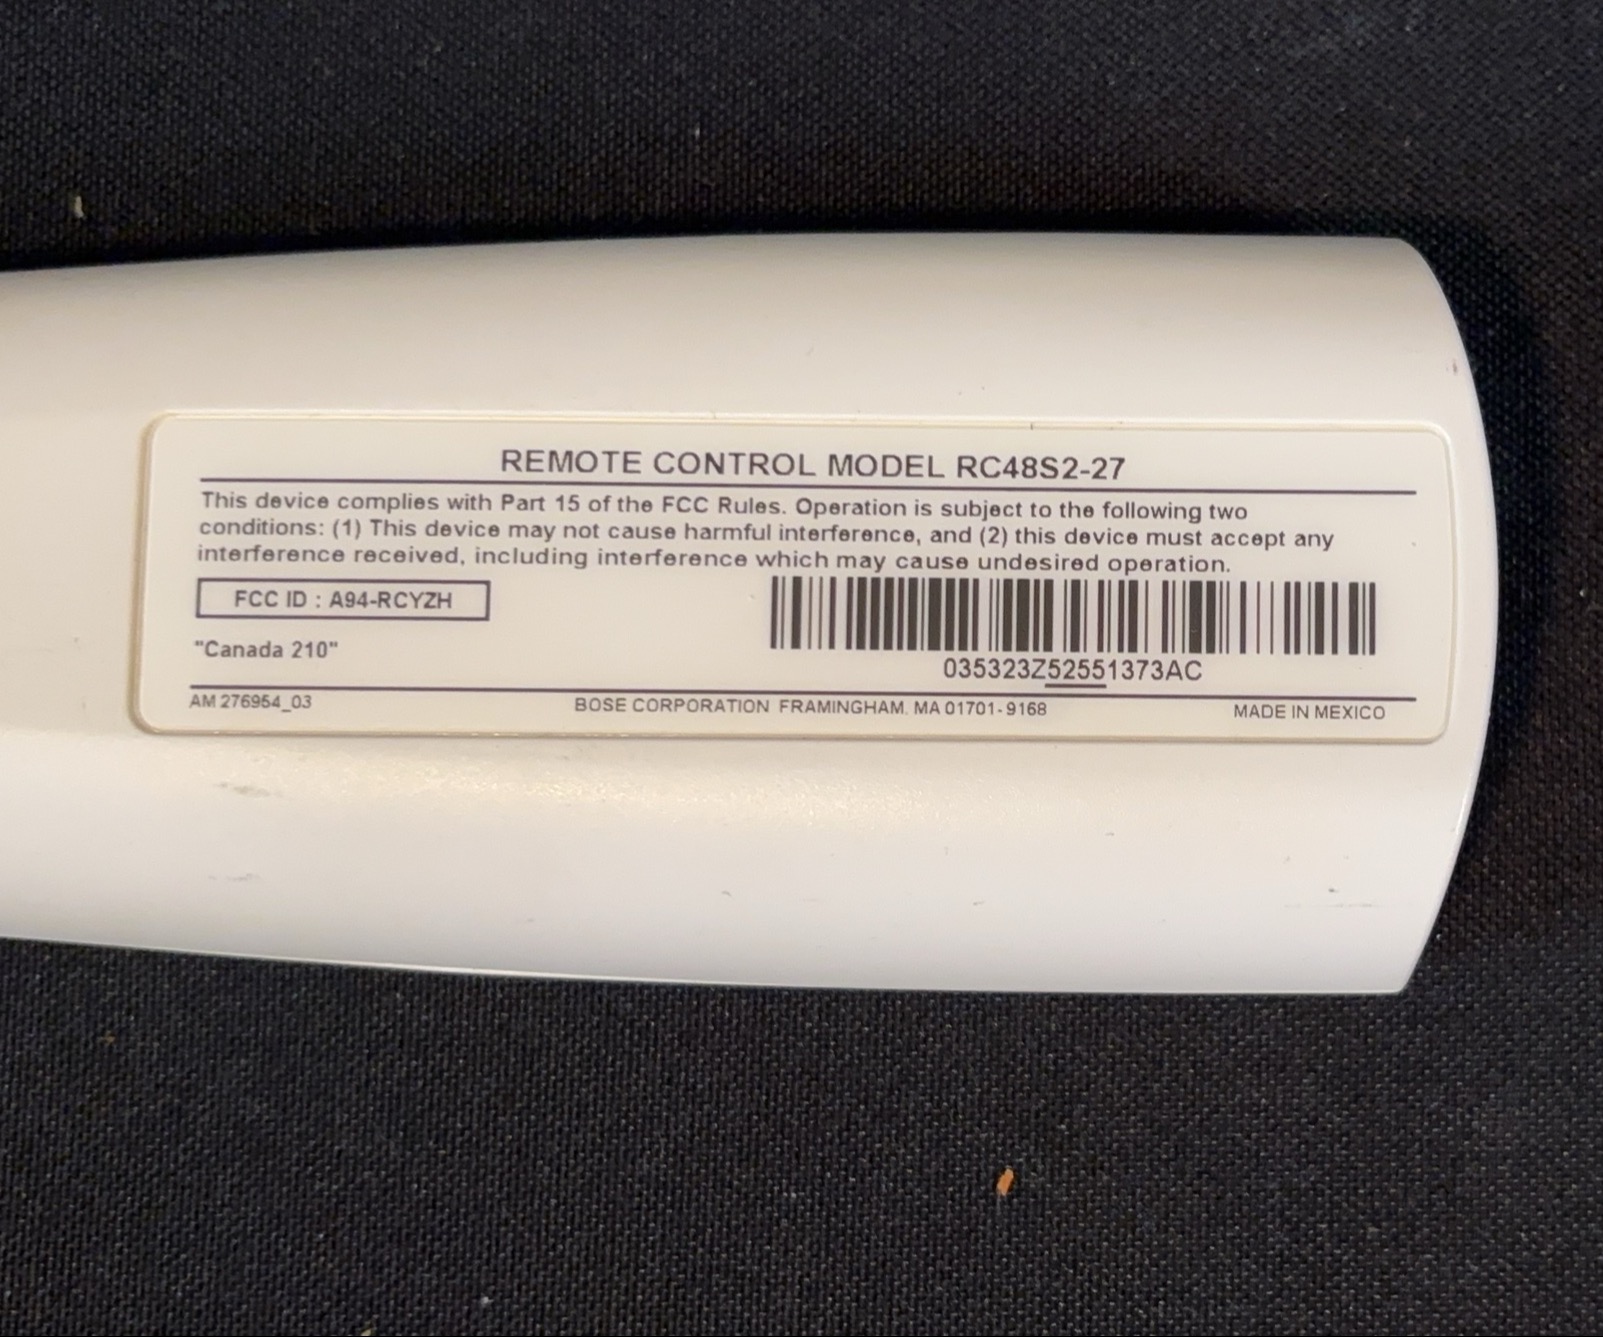 REMOTE CONTROL MODEL RC48S2-27
This device complies with Part 15 of the FCC Rules. Operation is subject to the following two
conditions: (1) This device may not cause harmful interference, and (2) this device must accept any
interference received, including interference which may cause undesired operation.
FCC ID : A94-RCYZH
"Canada 210"
035323Z52551373AC
AM 276954_03 BOSE CORPORATION FRAMINGHAM, MA 01701-9168 MADE IN MEXICO